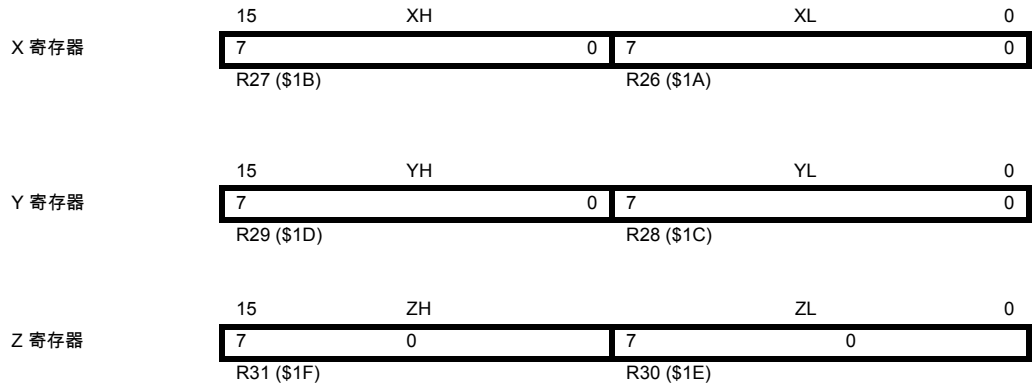 15 XH XL 0
X 寄存器 7 0 7 0
R27 ($1B) R26 ($1A)
15 YH YL 0
Y 寄存器 7 0 7 0
R29 ($1D) R28 ($1C)
15 ZH ZL 0
Z 寄存器 7 0 7 0
R31 ($1F) R30 ($1E)